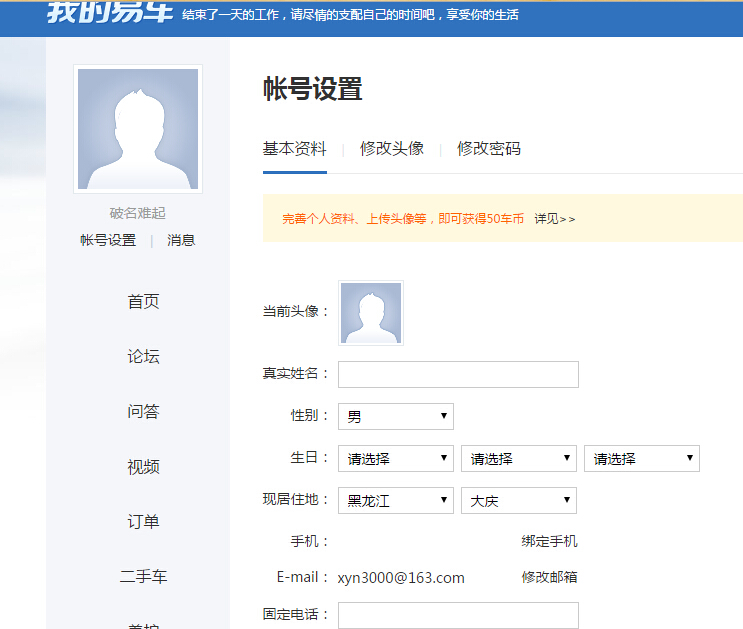 我的易车 结束了一天的工作，请尽情的支配自己的时间吧，享受你的生活
破名难起
帐号设置 | 消息
首页
论坛
问答
视频
订单
二手车
帐号设置
基本资料 | 修改头像 | 修改密码
完善个人资料、上传头像等，即可获得50车币 详见>>
当前头像：
真实姓名：
性别： 男
生日： 请选择 请选择 请选择
现居住地： 黑龙江 大庆
手机： 绑定手机
E-mail： xyn3000@163.com 修改邮箱
固定电话：